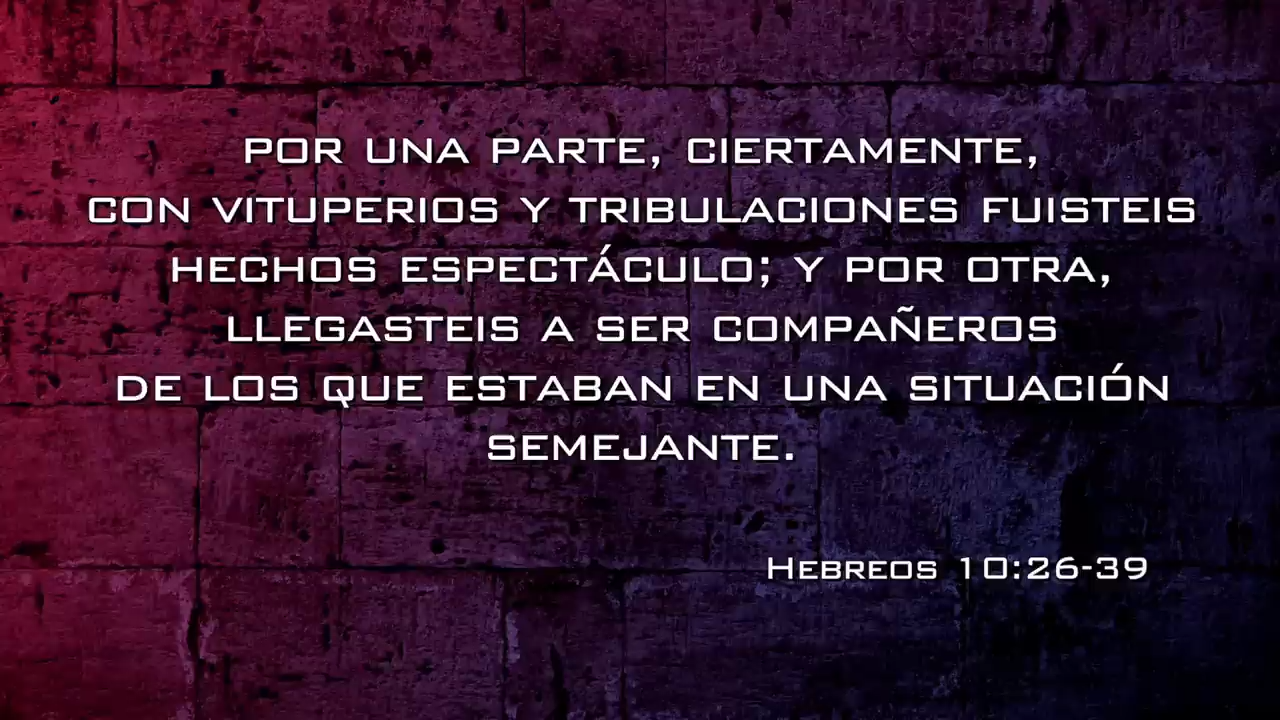 POR UNA PARTE, CIERTAMENTE,
CON VITUPERIOS Y TRIBULACIONES FUISTEIS
HECHOS ESPECTÁCULO; Y POR OTRA,
LLEGASTEIS A SER COMPAÑEROS
DE LOS QUE ESTABAN EN UNA SITUACIÓN
SEMEJANTE.
HEBREOS 10:26-39